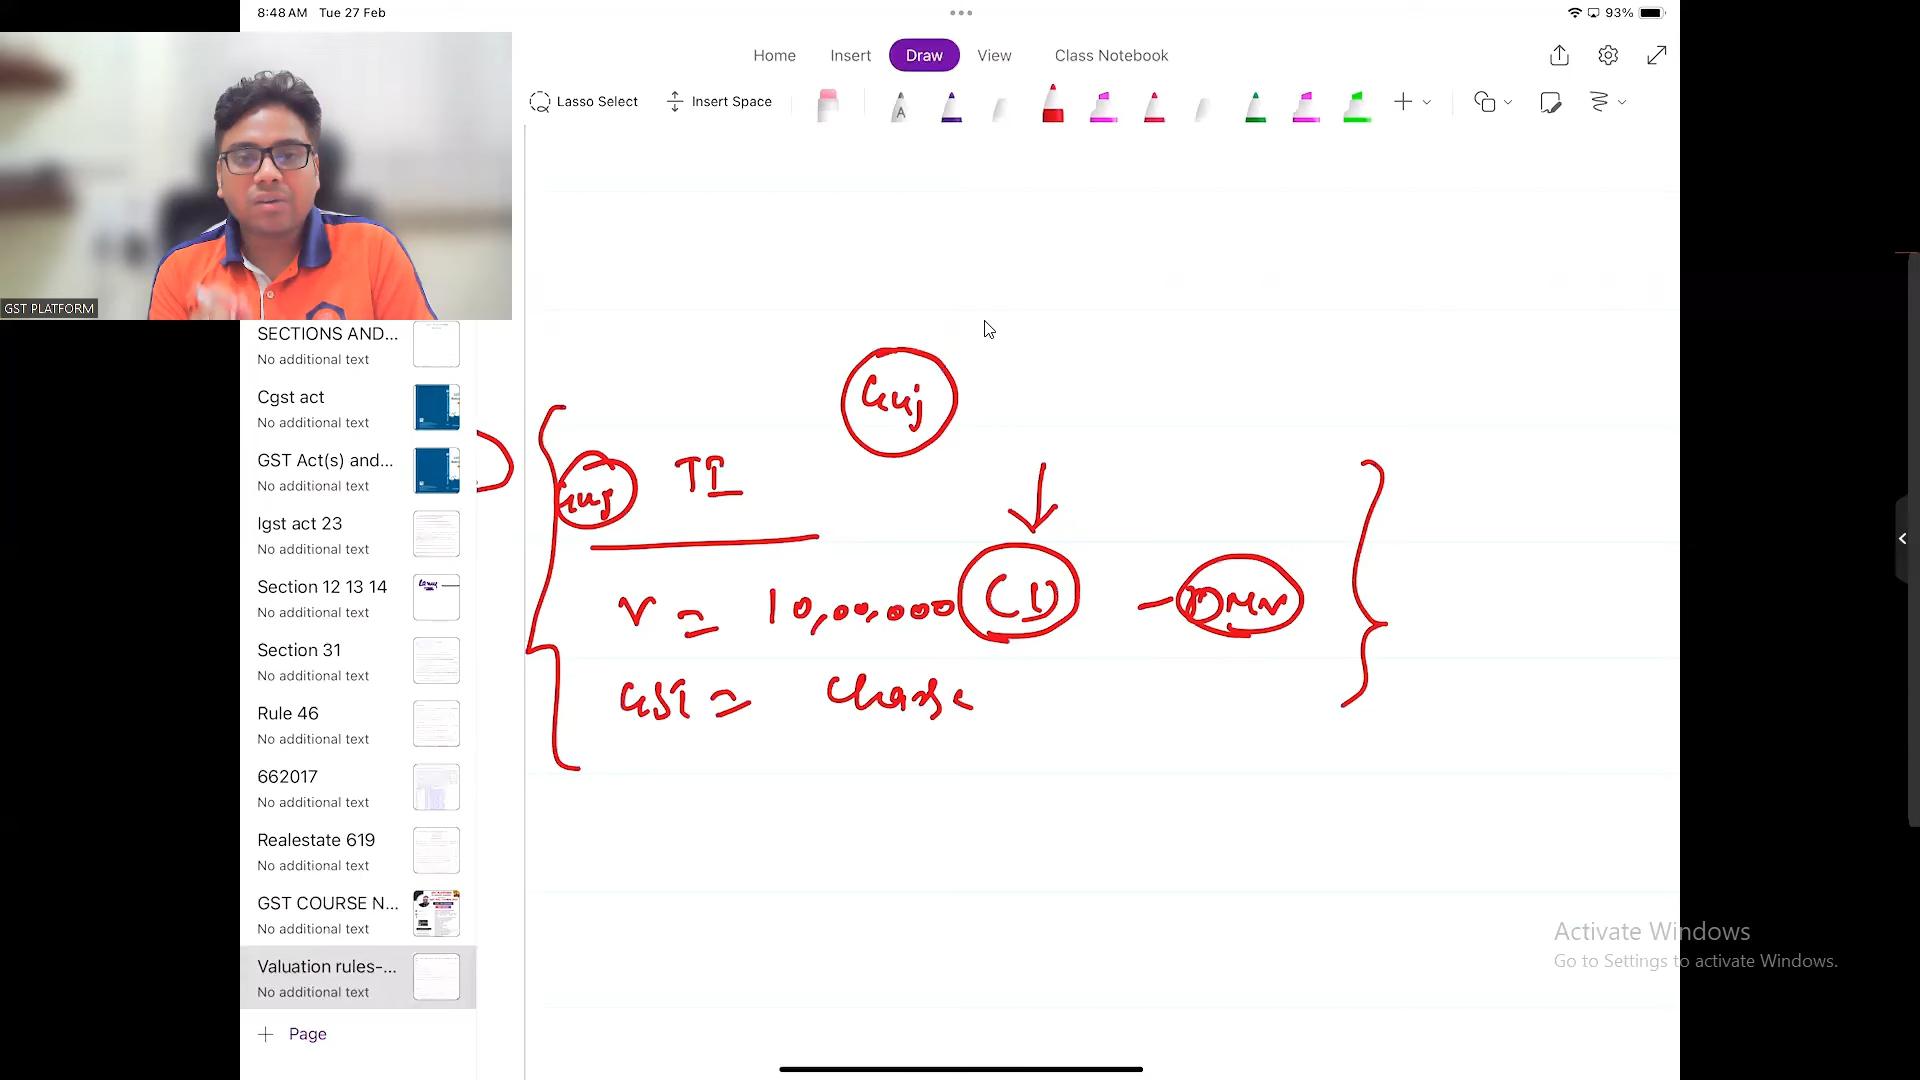 8:48 AM Tue 27 Feb
93%
Home Insert Draw View Class Notebook
Lasso Select Insert Space
A
GST PLATFORM
SECTIONS AND...
No additional text
Cgst act
No additional text
GST Act(s) and...
No additional text
Igst act 23
No additional text
Section 12 13 14
No additional text
Section 31
No additional text
Rule 46
No additional text
662017
No additional text
Realestate 619
No additional text
GST COURSE N...
No additional text
Valuation rules-...
No additional text
Page
Guj
Guj TI
v = 10,00,000 CD
GST = charge
Activate Windows
Go to Settings to activate Windows.